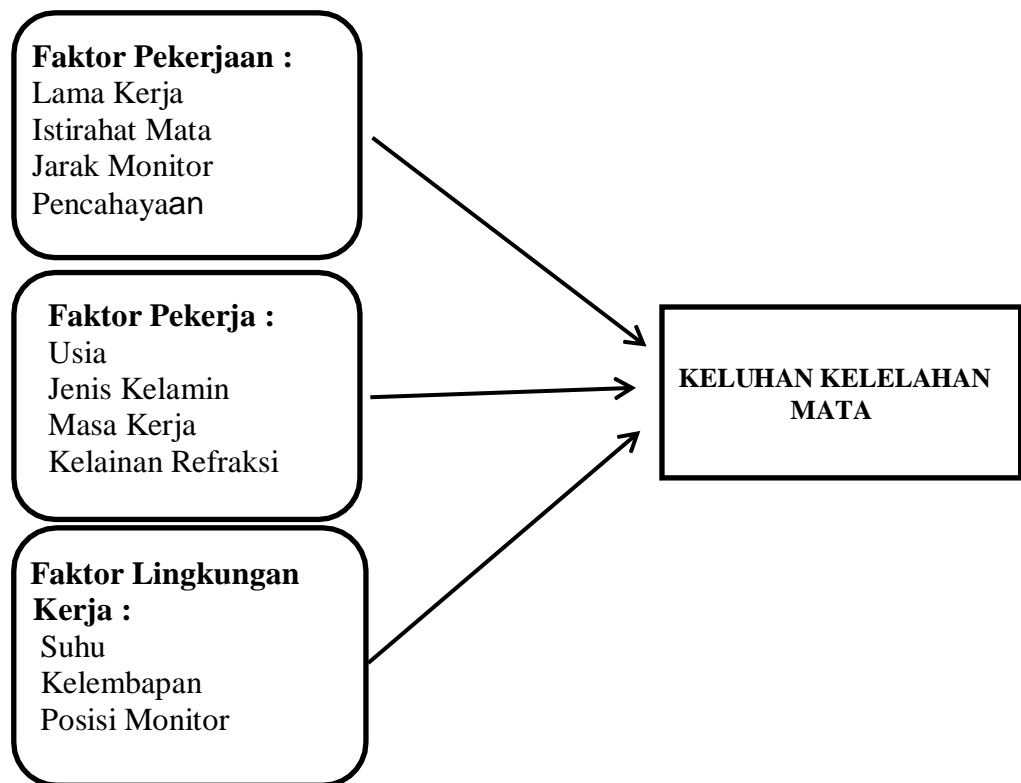 Faktor Pekerjaan :
Lama Kerja
Istirahat Mata
Jarak Monitor
Pencahayaan
Faktor Pekerja :
Usia
Jenis Kelamin
Masa Kerja
Kelainan Refraksi
Faktor Lingkungan
Kerja :
Suhu
Kelembapan
Posisi Monitor
KELUHAN KELELAHAN
MATA